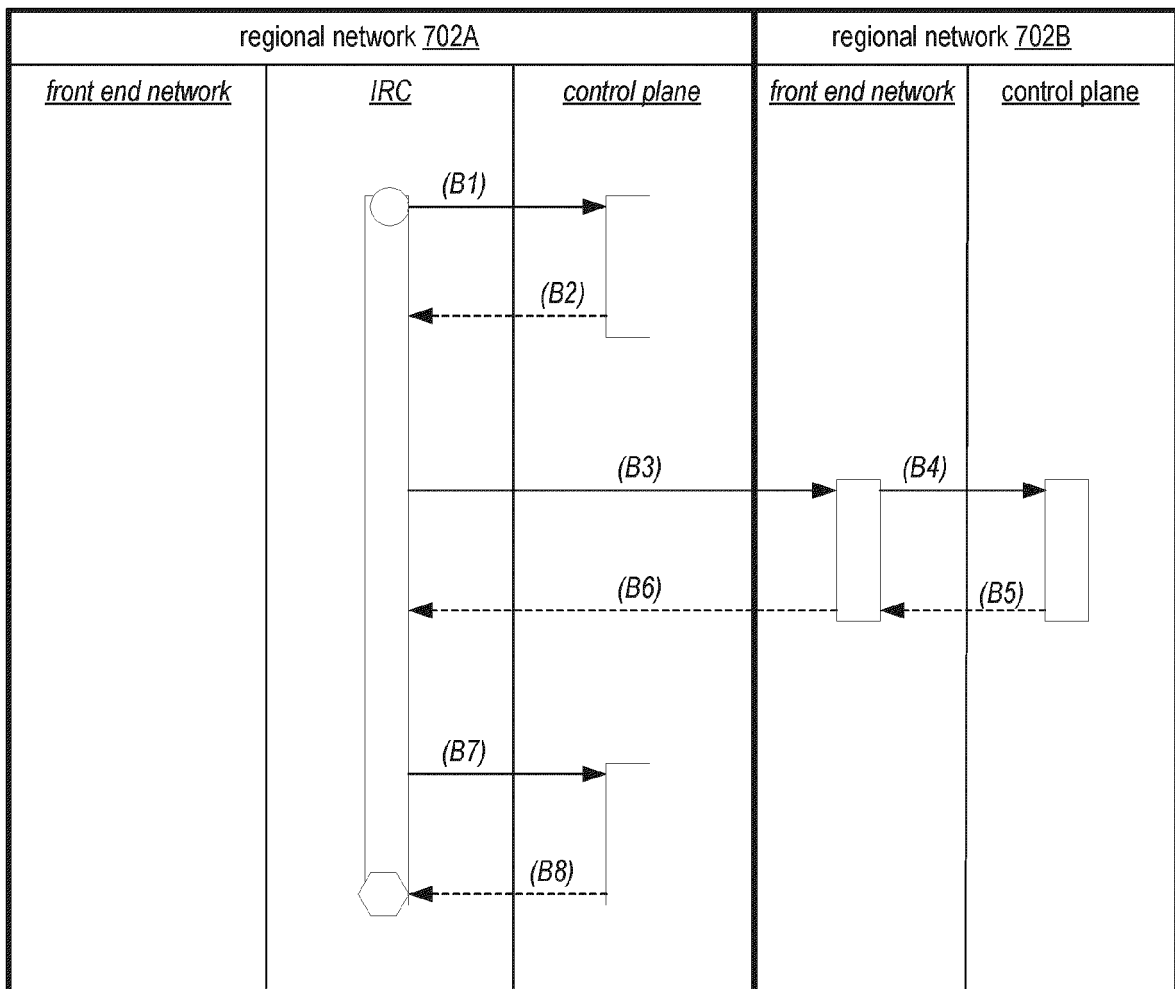 regional network 702A
regional network 702B
front end network
IRC
control plane
front end network
control plane
(B1)
(B2)
(B3)
(B4)
(B6)
(B5)
(B7)
(B8)